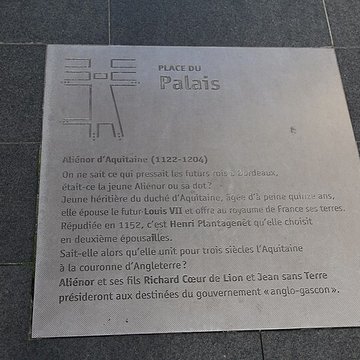 PLACE DU
Palais
Aliénor d'Aquitaine (1122-1204)
On ne sait ce qui pressait les futurs rois à Bordeaux,
était-ce la jeune Aliénor ou sa dot ?
Jeune héritière du duché d'Aquitaine, âgée d'à peine quinze ans,
elle épouse le futur Louis VII et offre au royaume de France ses terres.
Répudiée en 1152, c'est Henri Plantagenêt qu'elle choisit
en deuxième épousailles.
Sait-elle alors qu'elle unit pour trois siècles l'Aquitaine
à la couronne d'Angleterre ?
Aliénor et ses fils Richard Cœur de Lion et Jean sans Terre
présideront aux destinées du gouvernement « anglo-gascon ».